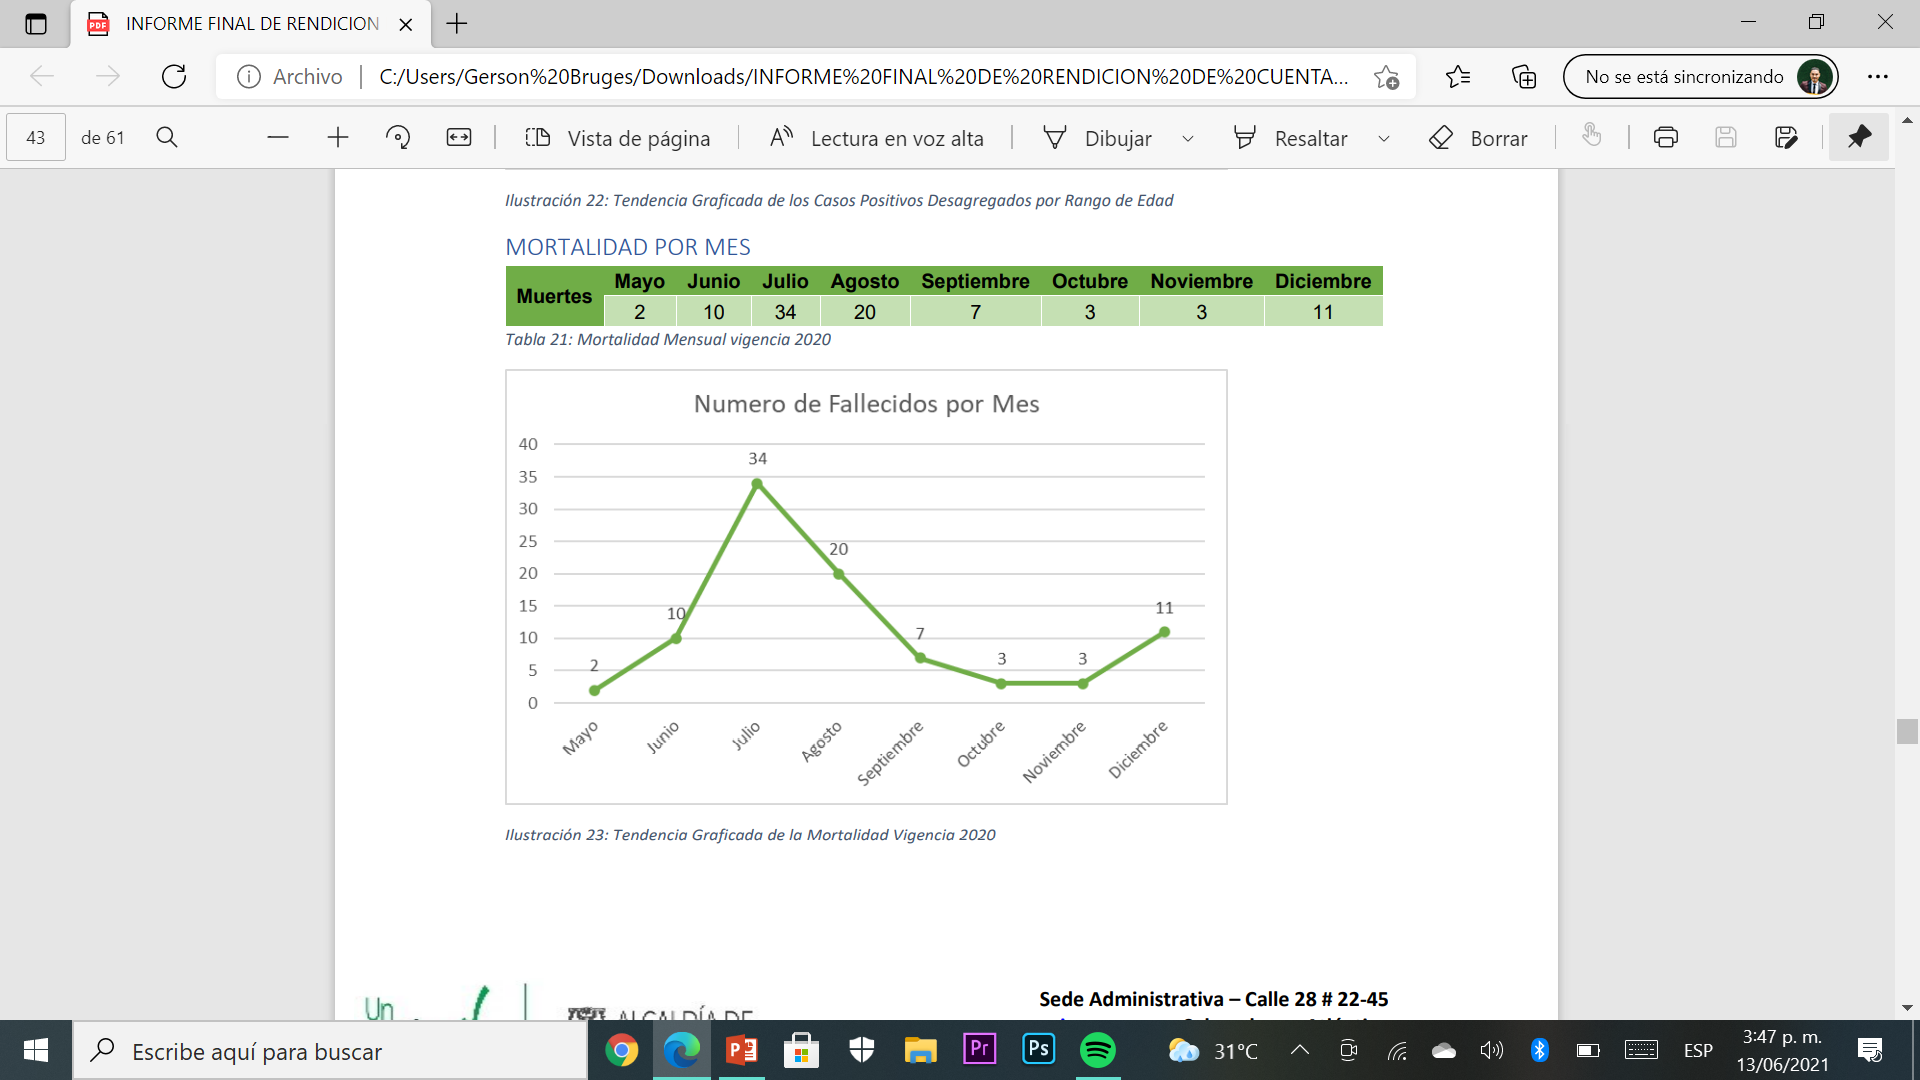 INFORME FINAL DE RENDICION
Archivo
C:/Users/Gerson%20Bruges/Downloads/INFORME%20FINAL%20DE%20RENDICION%20DE%20CUENTA...
No se está sincronizando
43 de 61
Vista de página
Lectura en voz alta
Dibujar
Resaltar
Borrar
Ilustración 22: Tendencia Graficada de los Casos Positivos Desagregados por Rango de Edad
MORTALIDAD POR MES
Muertes Mayo Junio Julio Agosto Septiembre Octubre Noviembre Diciembre
2 10 34 20 7 3 3 11
Tabla 21: Mortalidad Mensual vigencia 2020
Numero de Fallecidos por Mes
40
35
30
25
20
15
10
5
0
2
10
34
20
7
3
3
11
Mayo
Junio
Julio
Agosto
Septiembre
Octubre
Noviembre
Diciembre
Ilustración 23: Tendencia Graficada de la Mortalidad Vigencia 2020
Un
ALCALDÍA DE
Sede Administrativa – Calle 28 # 22-45
Escribe aquí para buscar
Pr
Ps
31°C
ESP
3:47 p. m.
13/06/2021